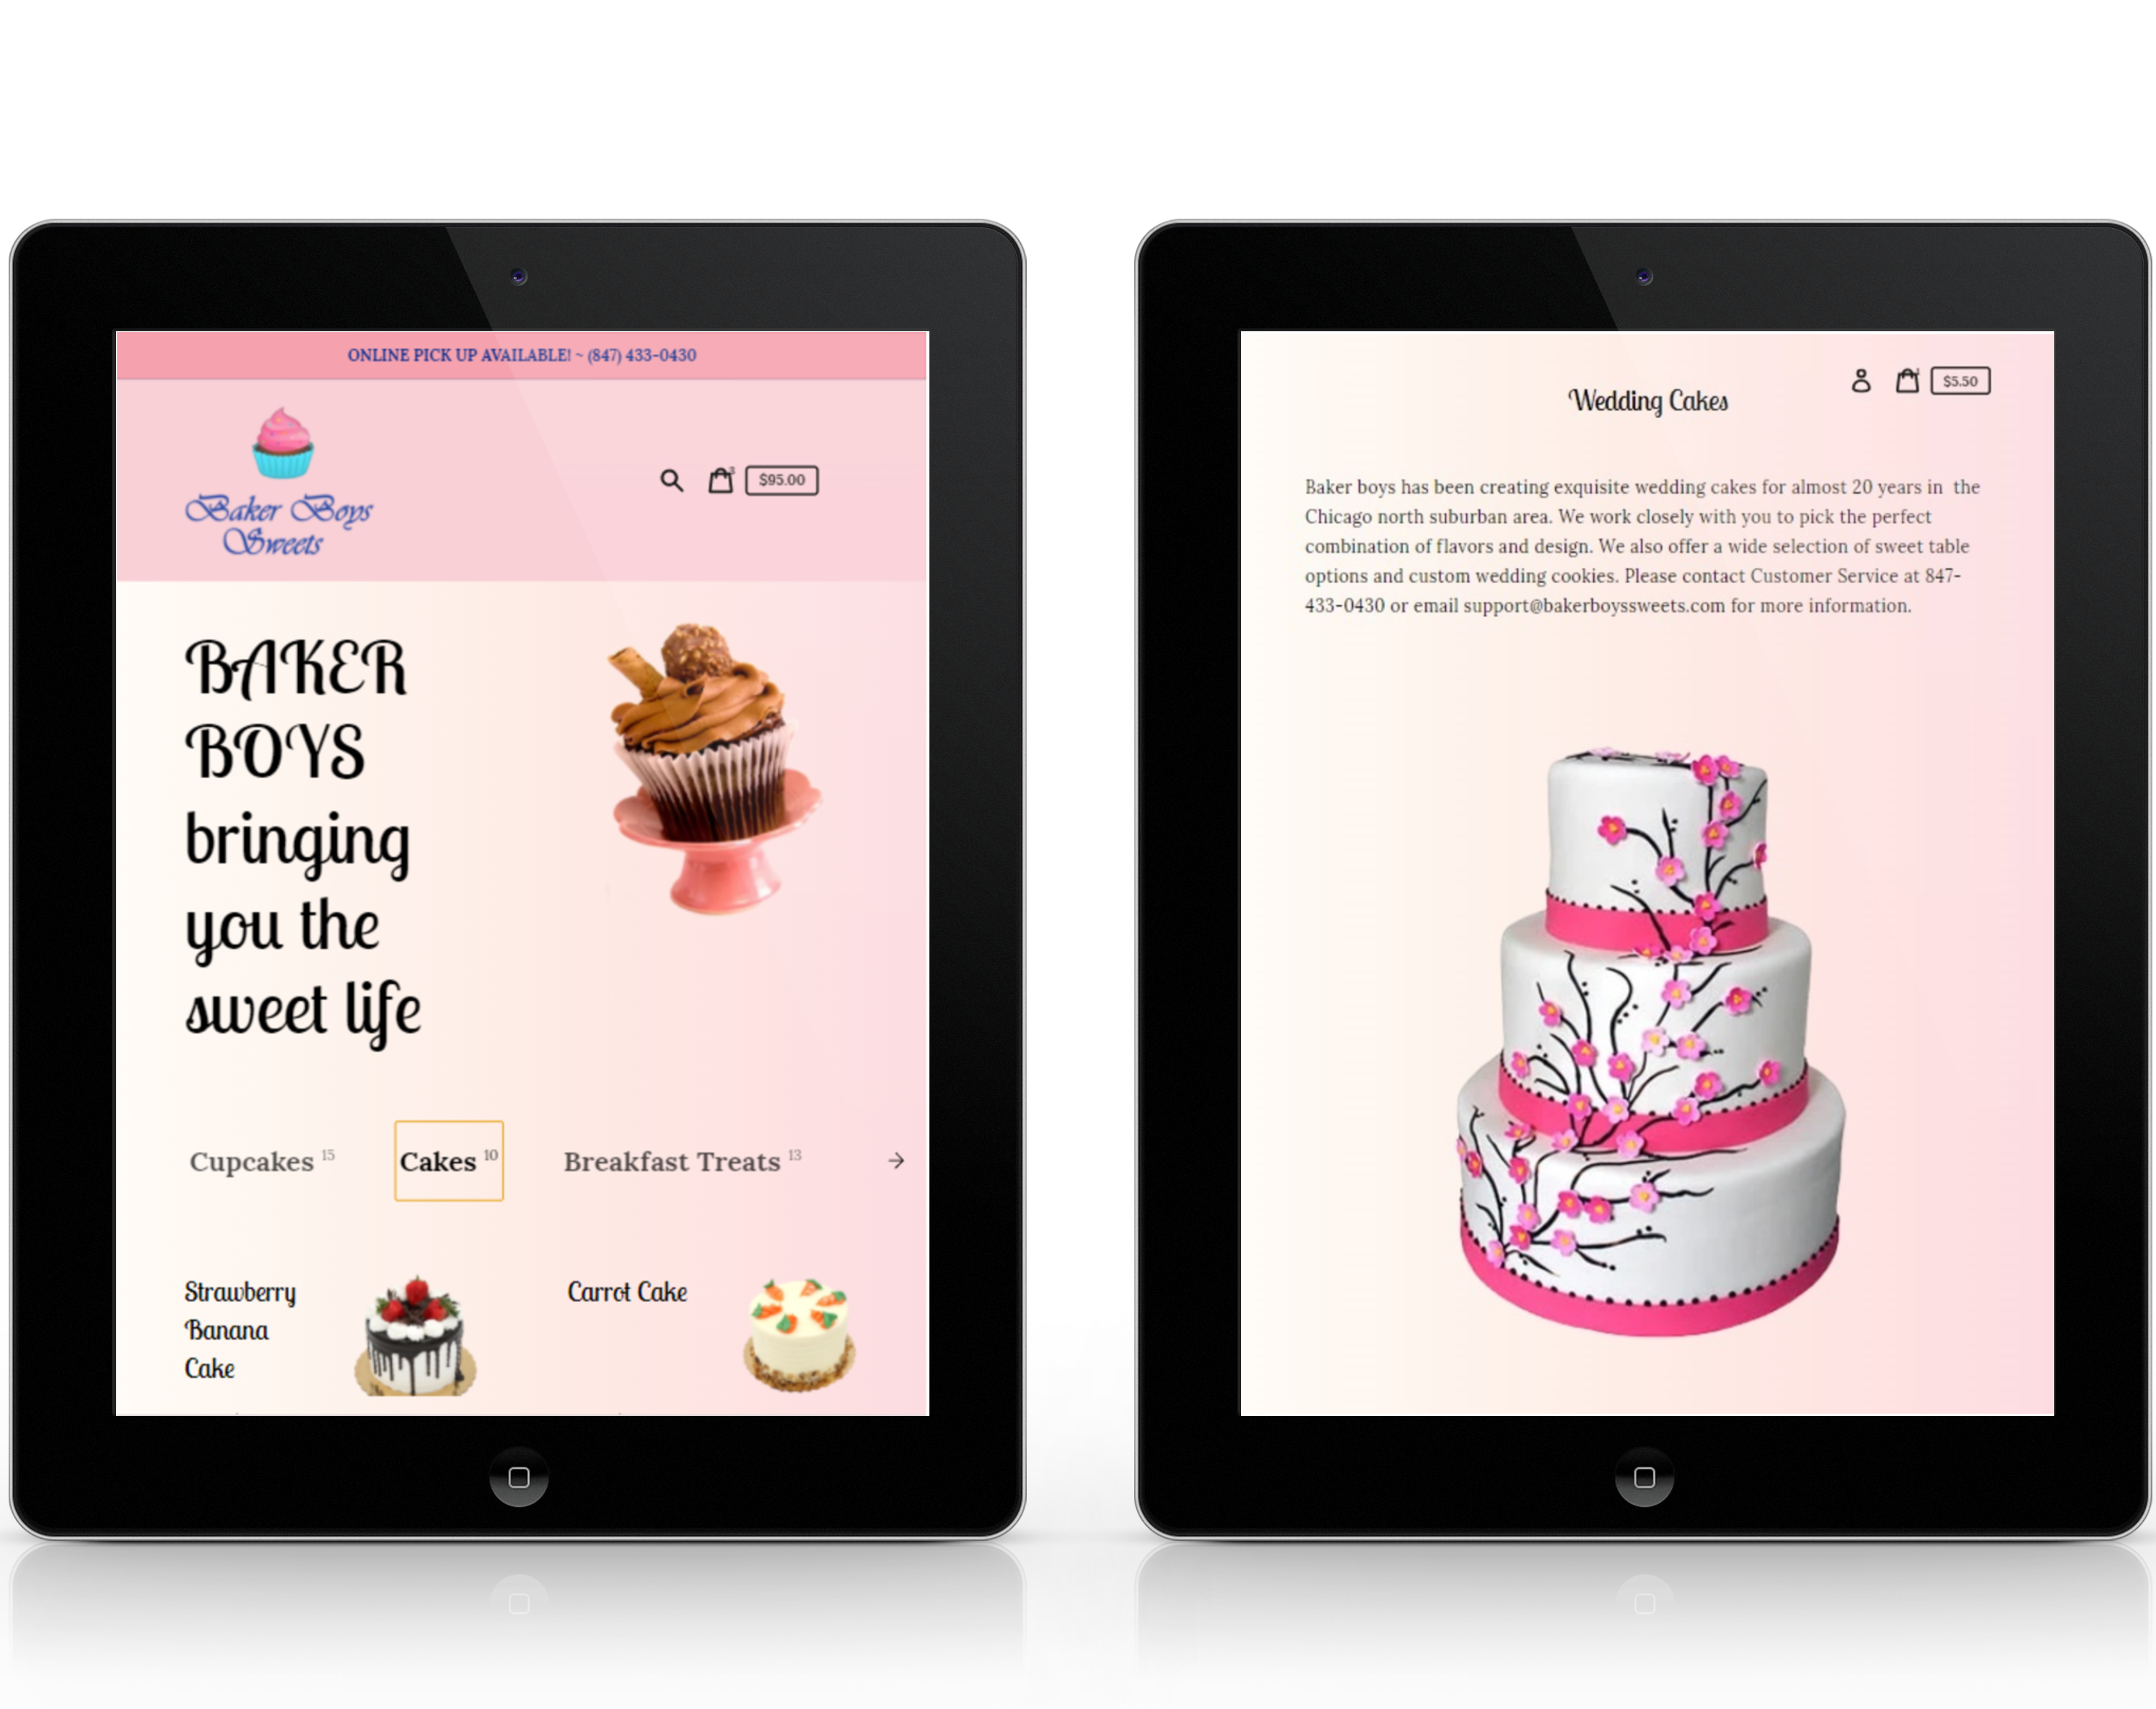 ONLINE PICK UP AVAILABLE! ~ (847) 433-0430
Baker Boys
Sweets
3
$95.00
BAKER
BOYS
bringing
you the
sweet life
Cupcakes 15
Cakes 10
Breakfast Treats 13
Strawberry
Banana
Cake
Carrot Cake
$5.50
Wedding Cakes
Baker boys has been creating exquisite wedding cakes for almost 20 years in the
Chicago north suburban area. We work closely with you to pick the perfect
combination of flavors and design. We also offer a wide selection of sweet table
options and custom wedding cookies. Please contact Customer Service at 847-
433-0430 or email support@bakerboyssweets.com for more information.